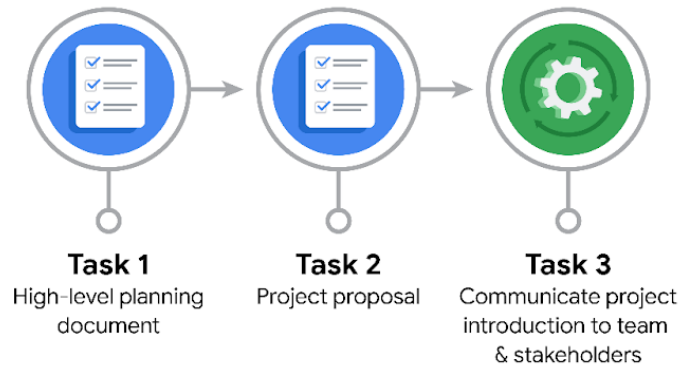 Task 1
High-level planning
document
Task 2
Project proposal
Task 3
Communicate project
introduction to team
& stakeholders